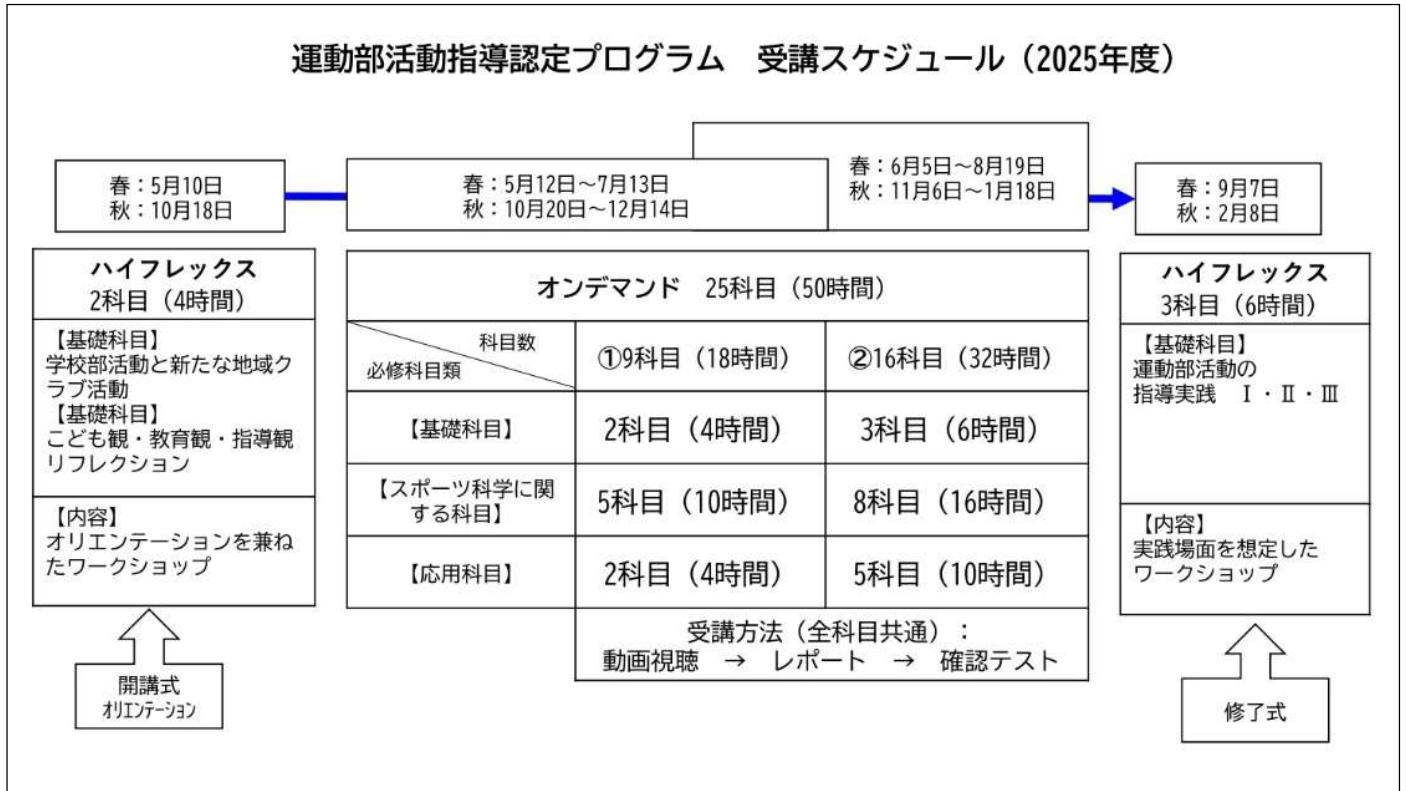 運動部活動指導認定プログラム　受講スケジュール（2025年度）
春：5月10日
秋：10月18日
春：5月12日～7月13日
秋：10月20日～12月14日
春：6月5日～8月19日
秋：11月6日～1月18日
春：9月7日
秋：2月8日
ハイフレックス
2科目（4時間）
【基礎科目】
学校部活動と新たな地域ク
ラブ活動
【基礎科目】
こども観・教育観・指導観
リフレクション
【内容】
オリエンテーションを兼ね
たワークショップ
開講式
ｵﾘｴﾝﾃｰｼｮﾝ
オンデマンド　25科目（50時間）
科目数
必修科目類
①9科目（18時間）
②16科目（32時間）
【基礎科目】
2科目（4時間）
3科目（6時間）
【スポーツ科学に関
する科目】
5科目（10時間）
8科目（16時間）
【応用科目】
2科目（4時間）
5科目（10時間）
受講方法（全科目共通）：
動画視聴　→　レポート　→　確認テスト
ハイフレックス
3科目（6時間）
【基礎科目】
運動部活動の
指導実践　Ⅰ・Ⅱ・Ⅲ
【内容】
実践場面を想定した
ワークショップ
修了式